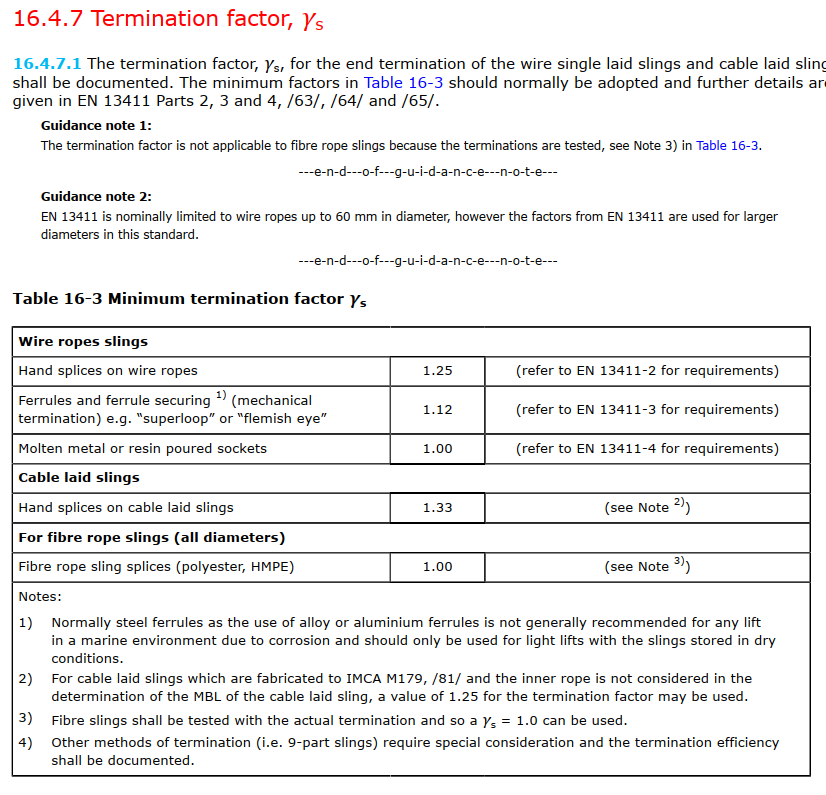 16.4.7 Termination factor, γs
16.4.7.1 The termination factor, γs, for the end termination of the wire single laid slings and cable laid sling
shall be documented. The minimum factors in Table 16-3 should normally be adopted and further details ar
given in EN 13411 Parts 2, 3 and 4, /63/, /64/ and /65/.
Guidance note 1:
The termination factor is not applicable to fibre rope slings because the terminations are tested, see Note 3) in Table 16-3.
---e-n-d---o-f---g-u-i-d-a-n-c-e---n-o-t-e---
Guidance note 2:
EN 13411 is nominally limited to wire ropes up to 60 mm in diameter, however the factors from EN 13411 are used for larger
diameters in this standard.
---e-n-d---o-f---g-u-i-d-a-n-c-e---n-o-t-e---
Table 16-3 Minimum termination factor γs
Wire ropes slings
Hand splices on wire ropes 1.25 (refer to EN 13411-2 for requirements)
Ferrules and ferrule securing 1) (mechanical
termination) e.g. “superloop” or “flemish eye” 1.12 (refer to EN 13411-3 for requirements)
Molten metal or resin poured sockets 1.00 (refer to EN 13411-4 for requirements)
Cable laid slings
Hand splices on cable laid slings 1.33 (see Note 2))
For fibre rope slings (all diameters)
Fibre rope sling splices (polyester, HMPE) 1.00 (see Note 3))
Notes:
1) Normally steel ferrules as the use of alloy or aluminium ferrules is not generally recommended for any lift
in a marine environment due to corrosion and should only be used for light lifts with the slings stored in dry
conditions.
2) For cable laid slings which are fabricated to IMCA M179, /81/ and the inner rope is not considered in the
determination of the MBL of the cable laid sling, a value of 1.25 for the termination factor may be used.
3) Fibre slings shall be tested with the actual termination and so a γs = 1.0 can be used.
4) Other methods of termination (i.e. 9-part slings) require special consideration and the termination efficiency
shall be documented.